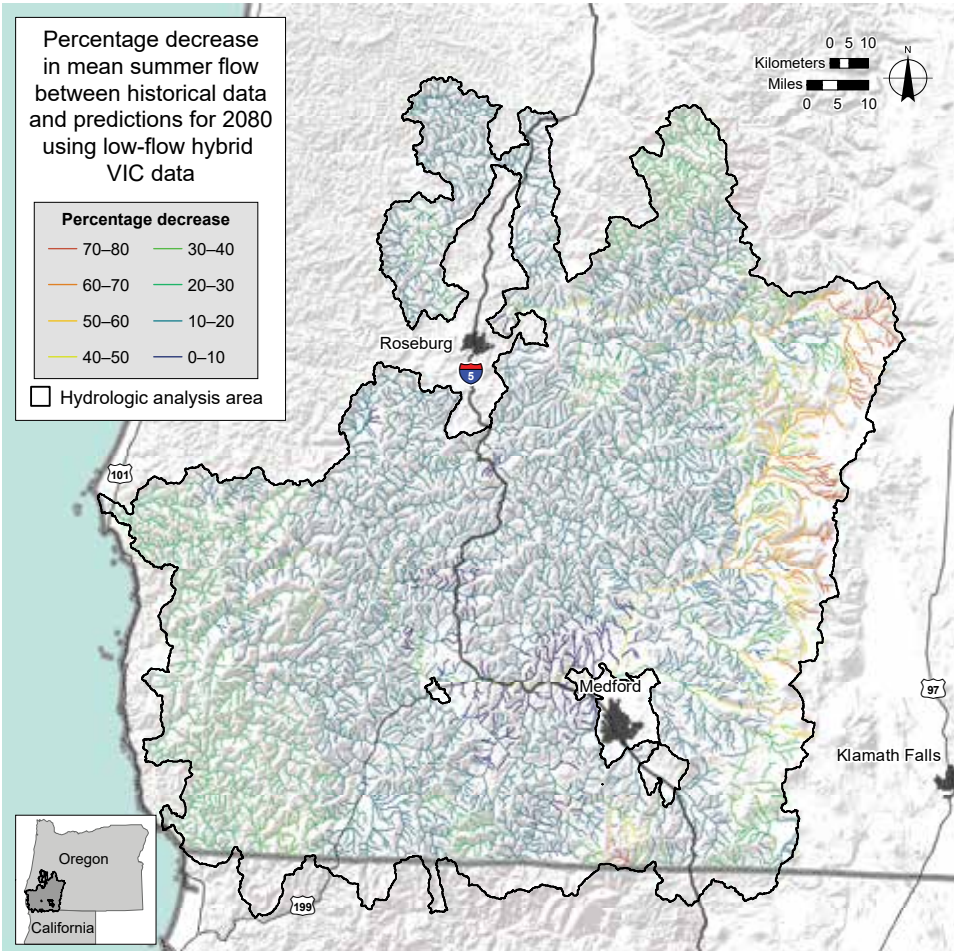 Percentage decrease
in mean summer flow
between historical data
and predictions for 2080
using low-flow hybrid
VIC data
Percentage decrease
70–80
60–70
50–60
40–50
30–40
20–30
10–20
0–10
Hydrologic analysis area
0 5 10
Kilometers
Miles
0 5 10
N
Roseburg
5
101
Medford
97
Klamath Falls
199
Oregon
California